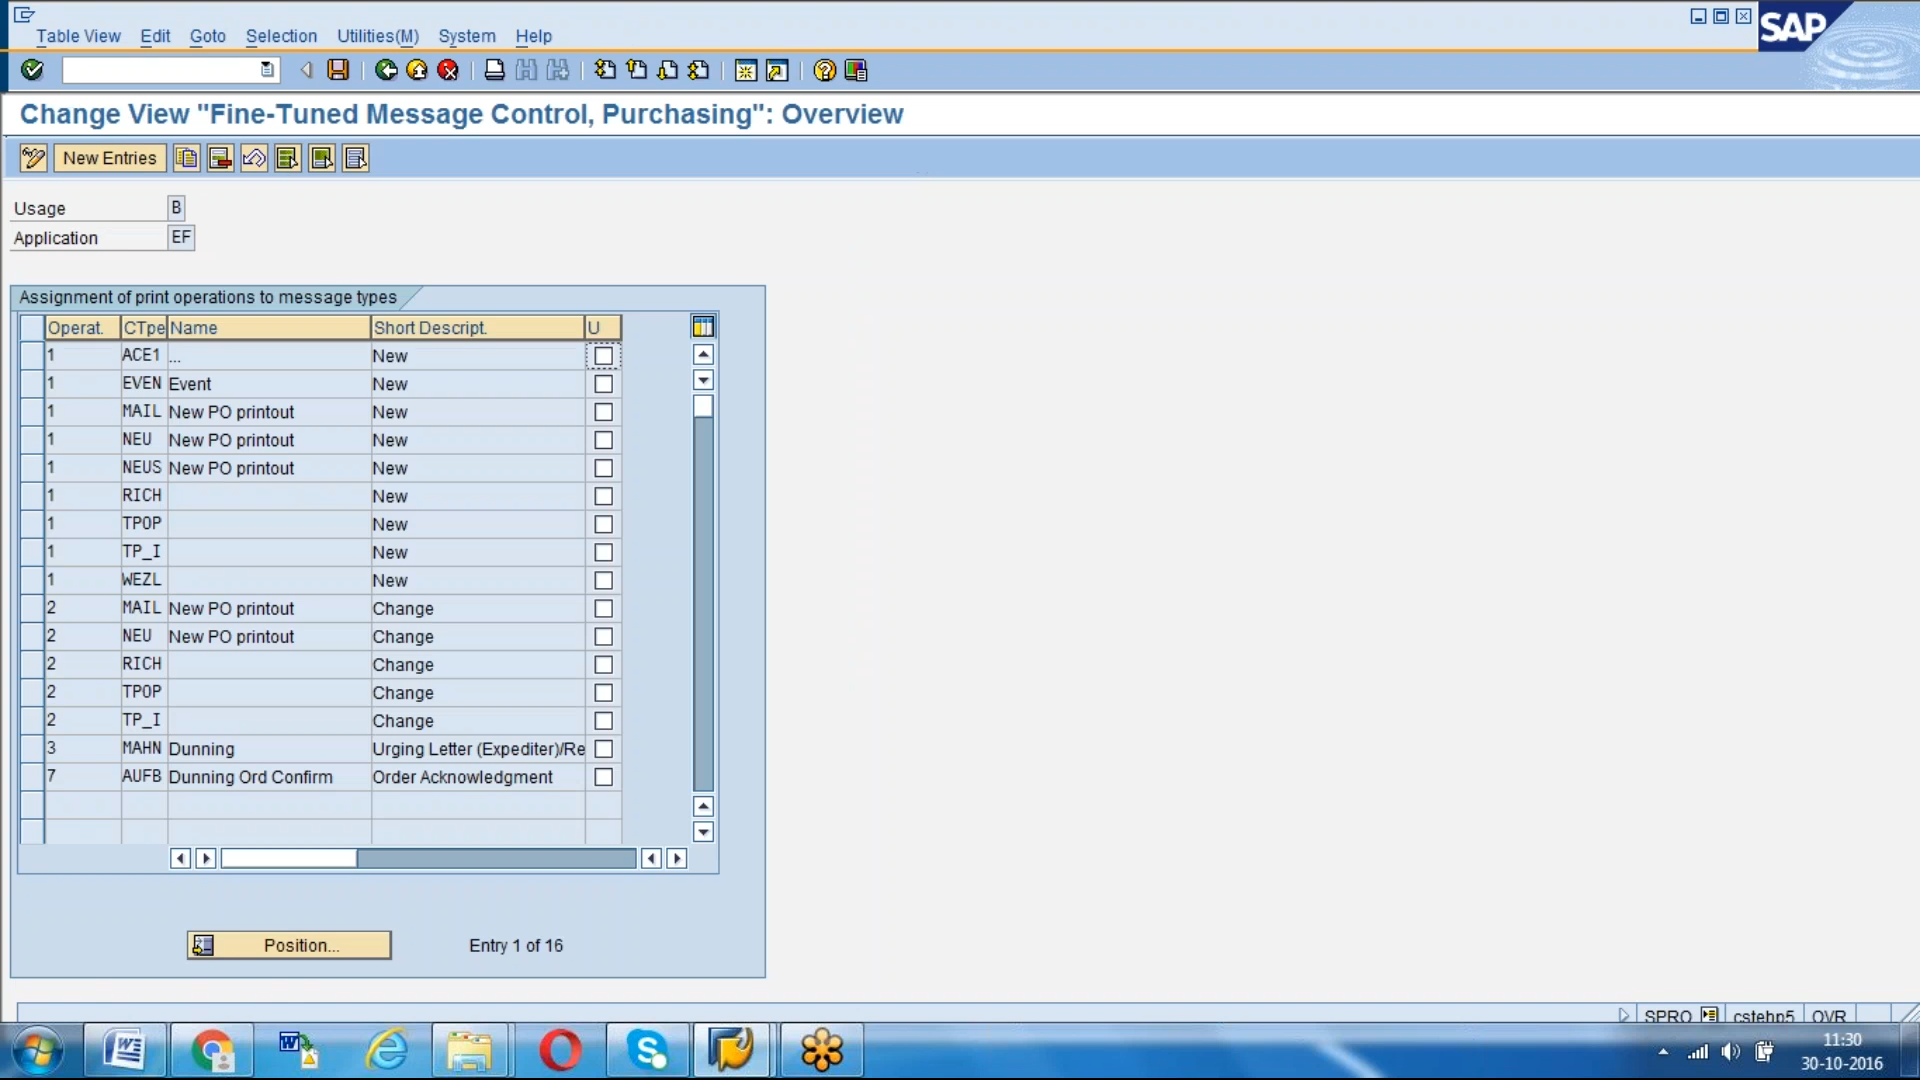 Table View Edit Goto Selection Utilities(M) System Help
SAP
Change View "Fine-Tuned Message Control, Purchasing": Overview
New Entries
Usage B
Application EF
Assignment of print operations to message types
Operat. CTpe Name Short Descript. U
1 ACE1 ... New
1 EVEN Event New
1 MAIL New PO printout New
1 NEU New PO printout New
1 NEUS New PO printout New
1 RICH New
1 TPOP New
1 TP_I New
1 WEZL New
2 MAIL New PO printout Change
2 NEU New PO printout Change
2 RICH Change
2 TPOP Change
2 TP_I Change
3 MAHN Dunning Urging Letter (Expediter)/Re
7 AUFB Dunning Ord Confirm Order Acknowledgment
Position... Entry 1 of 16
SPRO cstehp5 OVR
11:30
30-10-2016